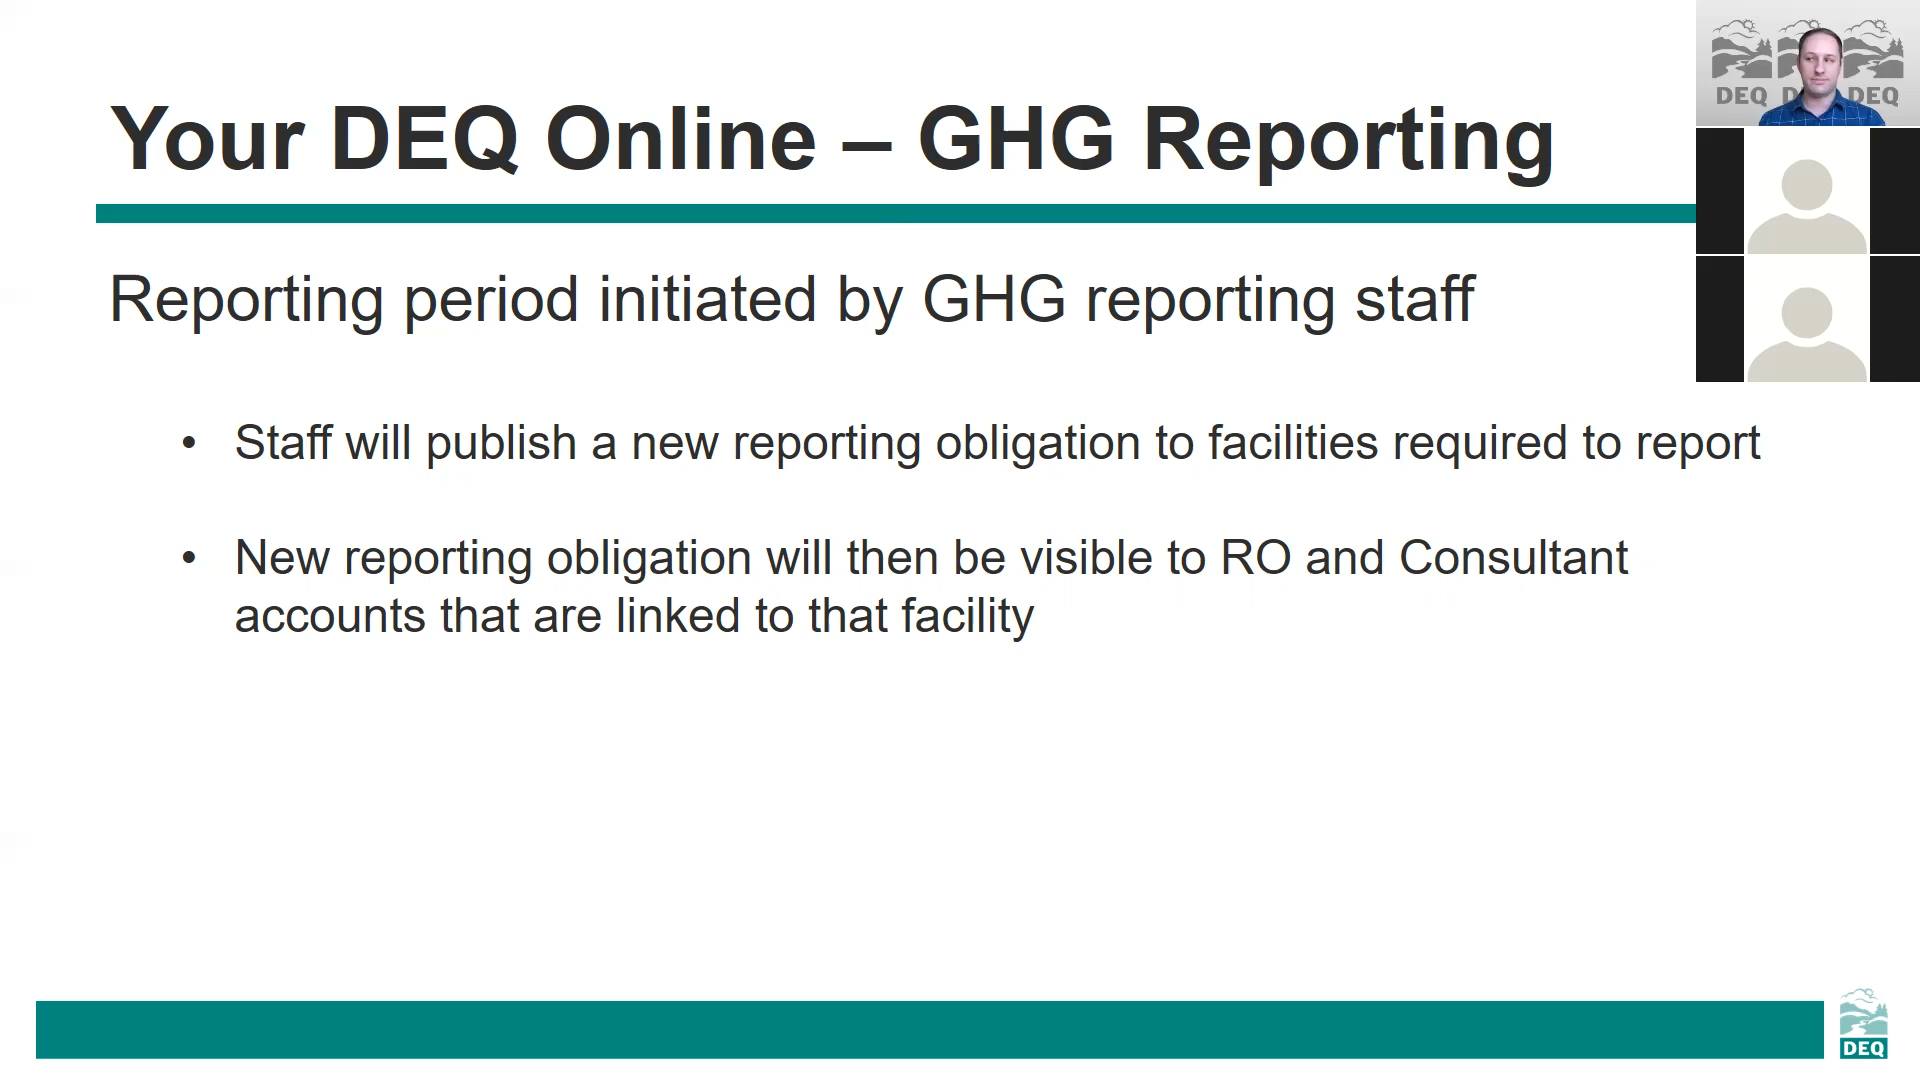 Your DEQ Online – GHG Reporting
Reporting period initiated by GHG reporting staff
• Staff will publish a new reporting obligation to facilities required to report
• New reporting obligation will then be visible to RO and Consultant
accounts that are linked to that facility
DEQ D DEQ
DEQ